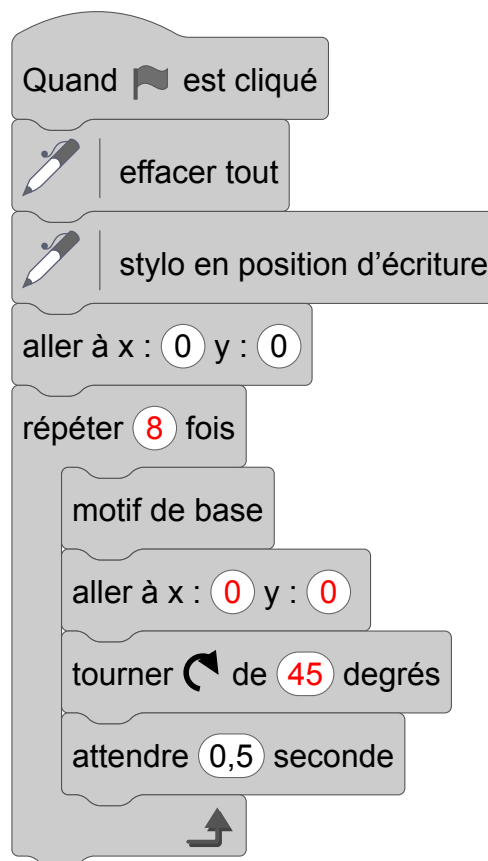 Quand est cliqué
effacer tout
stylo en position d’écriture
aller à x : 0 y : 0
répéter 8 fois
motif de base
aller à x : 0 y : 0
tourner de 45 degrés
attendre 0,5 seconde